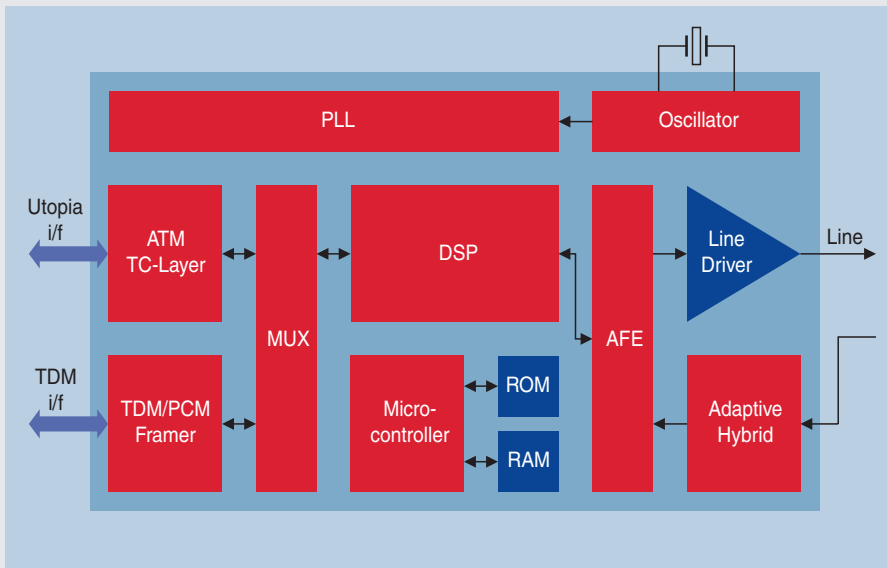 PLL
Oscillator
Utopia
i/f
ATM
TC-Layer
MUX
DSP
AFE
Line
Driver
Line
TDM
i/f
TDM/PCM
Framer
Micro-
controller
ROM
RAM
Adaptive
Hybrid